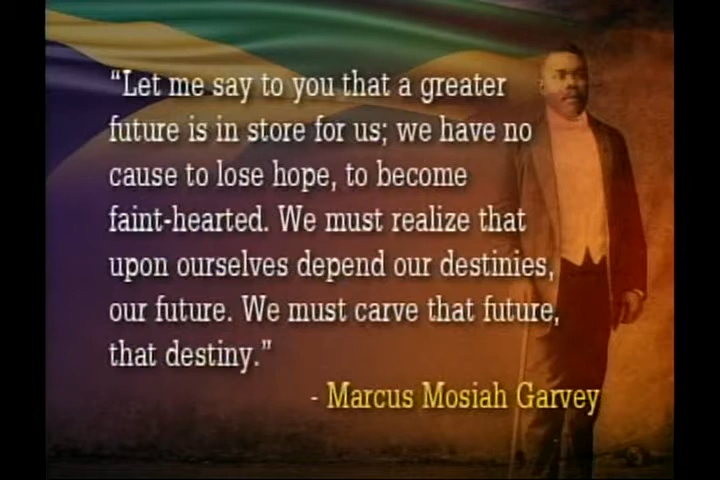 “Let me say to you that a greater
future is in store for us; we have no
cause to lose hope, to become
faint-hearted. We must realize that
upon ourselves depend our destinies,
our future. We must carve that future,
that destiny.”
- Marcus Mosiah Garvey